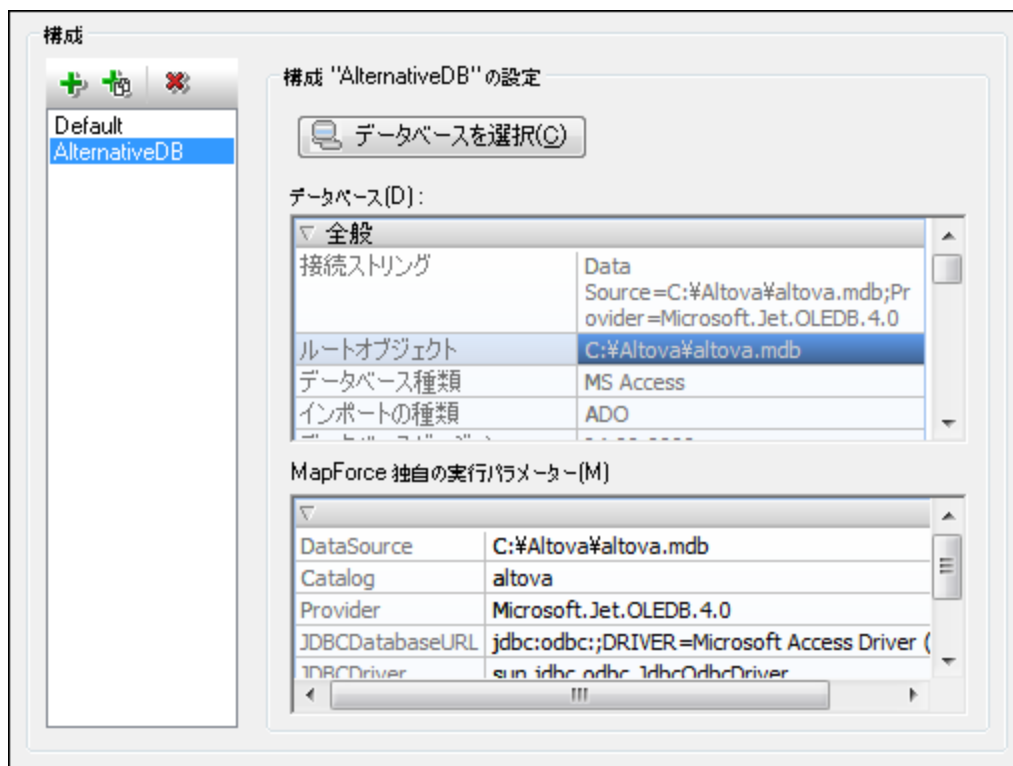 構成
構成 "AlternativeDB" の設定
Default
AlternativeDB
データベースを選択(C)
データベース(D):
全般
接続ストリング
Data
Source=C:¥Altova¥altova.mdb;Pr
ovider=Microsoft.Jet.OLEDB.4.0
ルートオブジェクト C:¥Altova¥altova.mdb
データベース種類 MS Access
インポートの種類 ADO
MapForce 独自の実行パラメーター(M)
DataSource C:¥Altova¥altova.mdb
Catalog altova
Provider Microsoft.Jet.OLEDB.4.0
JDBCDatabaseURL jdbc:odbc:;DRIVER=Microsoft Access Driver (
JDBCDriver sun.jdbc.odbc.JdbcOdbcDriver